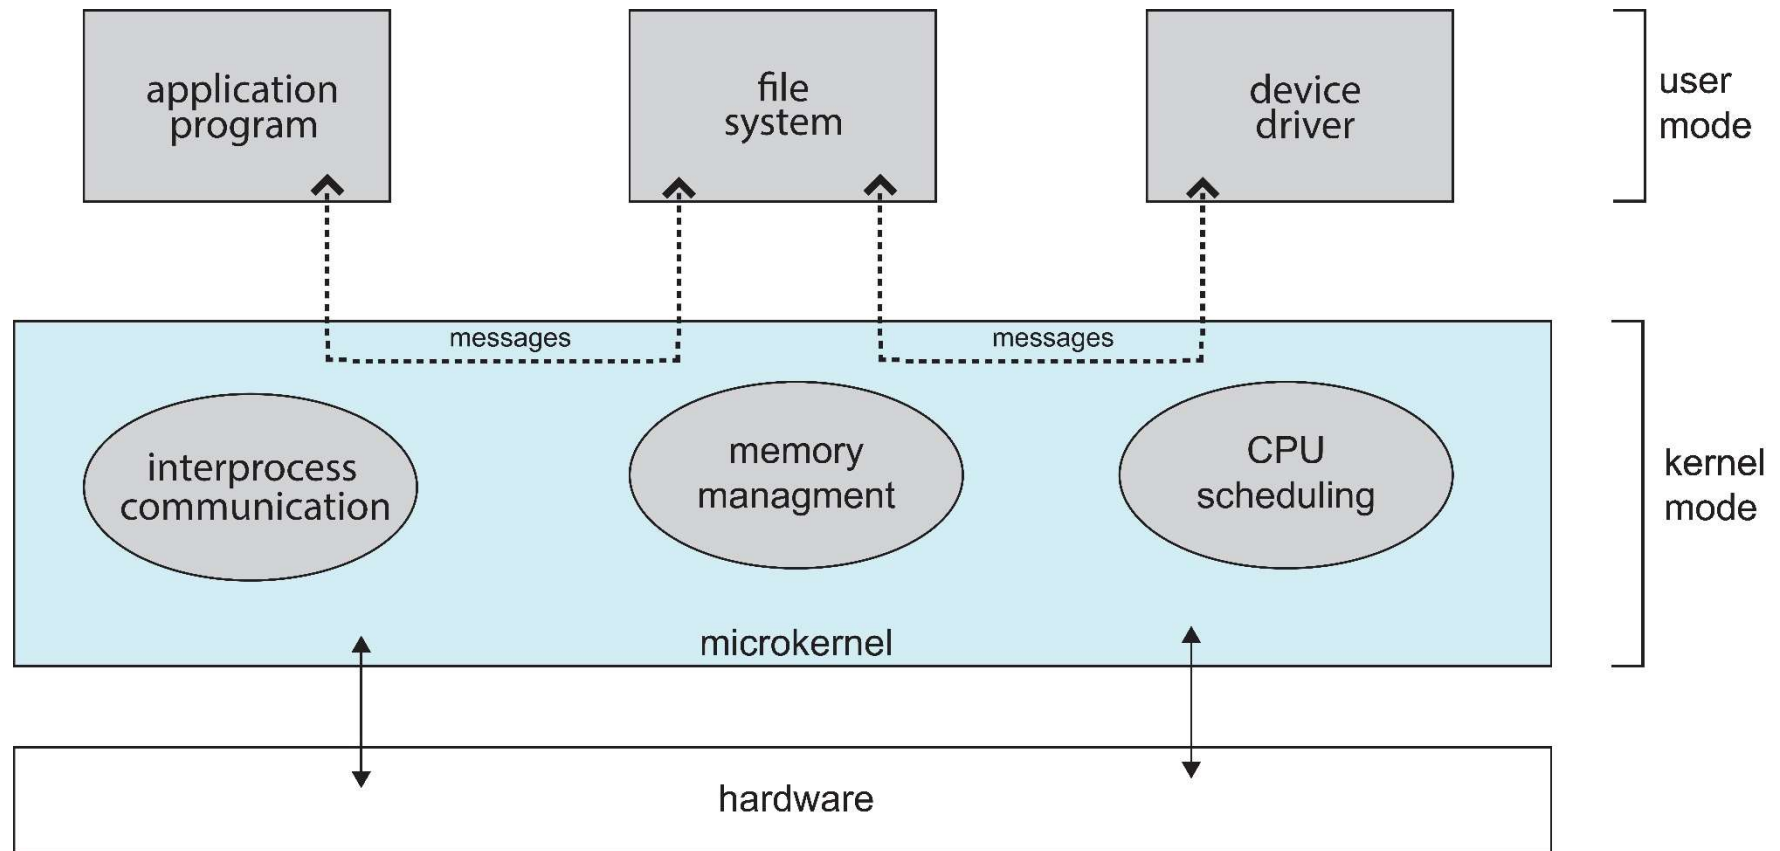 application
program
file
system
device
driver
user
mode
messages
messages
interprocess
communication
memory
managment
CPU
scheduling
kernel
mode
microkernel
hardware